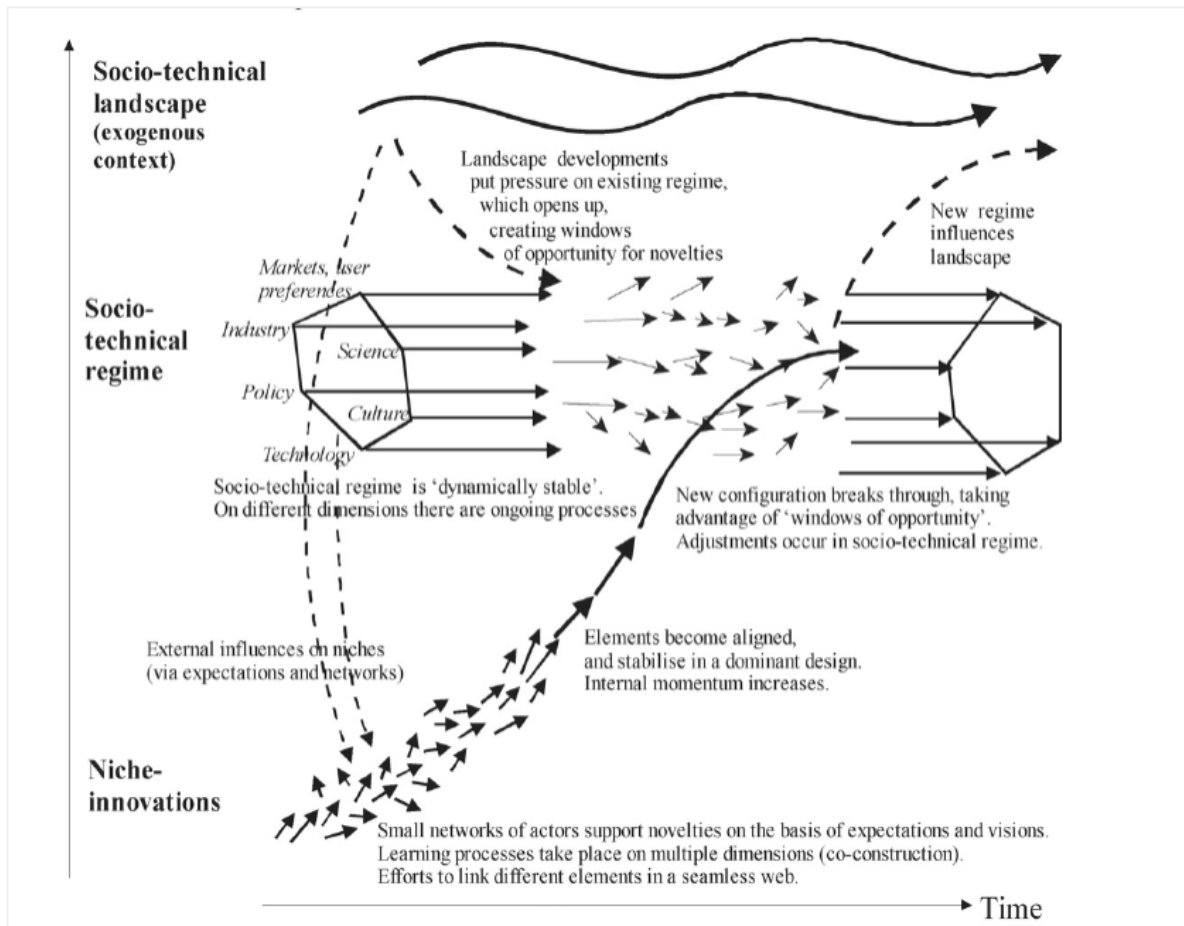 Socio-technical
landscape
(exogenous
context)
Landscape developments
put pressure on existing regime,
which opens up,
creating windows
of opportunity for novelties
New regime
influences
landscape
Markets, user
preferendes
Socio-
technical
regime
Industry
Science
Policy
Culture
Technology
Socio-technical regime is ‘dynamically stable’.
On different dimensions there are ongoing processes
New configuration breaks through, taking
advantage of ‘windows of opportunity’.
Adjustments occur in socio-technical regime.
External influences on niches
(via expectations and networks)
Elements become aligned,
and stabilise in a dominant design.
Internal momentum increases.
Niche-
innovations
Small networks of actors support novelties on the basis of expectations and visions.
Learning processes take place on multiple dimensions (co-construction).
Efforts to link different elements in a seamless web.
Time